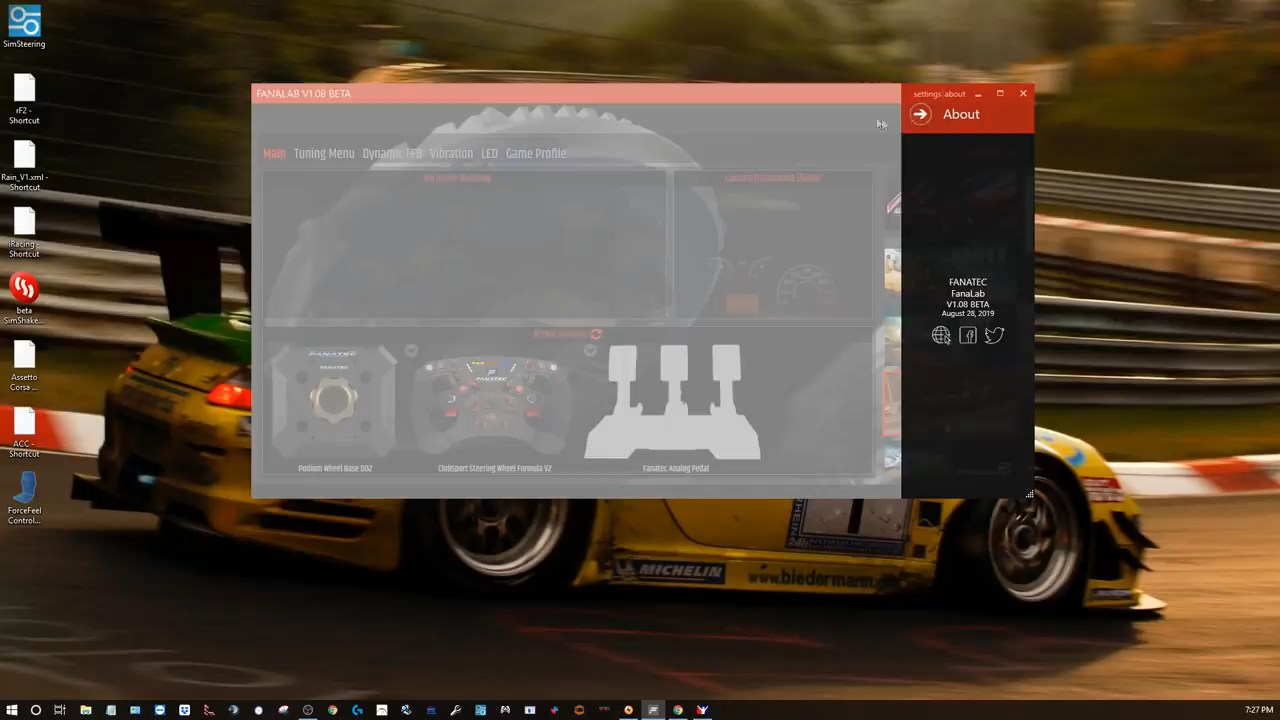 SimSteering
rF2 -
Shortcut
Rain_V1.xml -
Shortcut
iRacing -
Shortcut
beta
SimShake...
Assetto
Corsa ...
ACC -
Shortcut
ForceFeel
Control...
FANALAB V1.08 BETA
settings about
About
Main Tuning Menu Dynamic FFB Vibration LED Game Profile
FANATEC
FanaLab
V1.08 BETA
August 28, 2019
FANATEC
FANATEC
FANATEC
Podium Wheel Base DD2
ClubSport Steering Wheel Formula V2
Fanatec Analog Pedal
MICHELIN
www.biedermann
7:27 PM